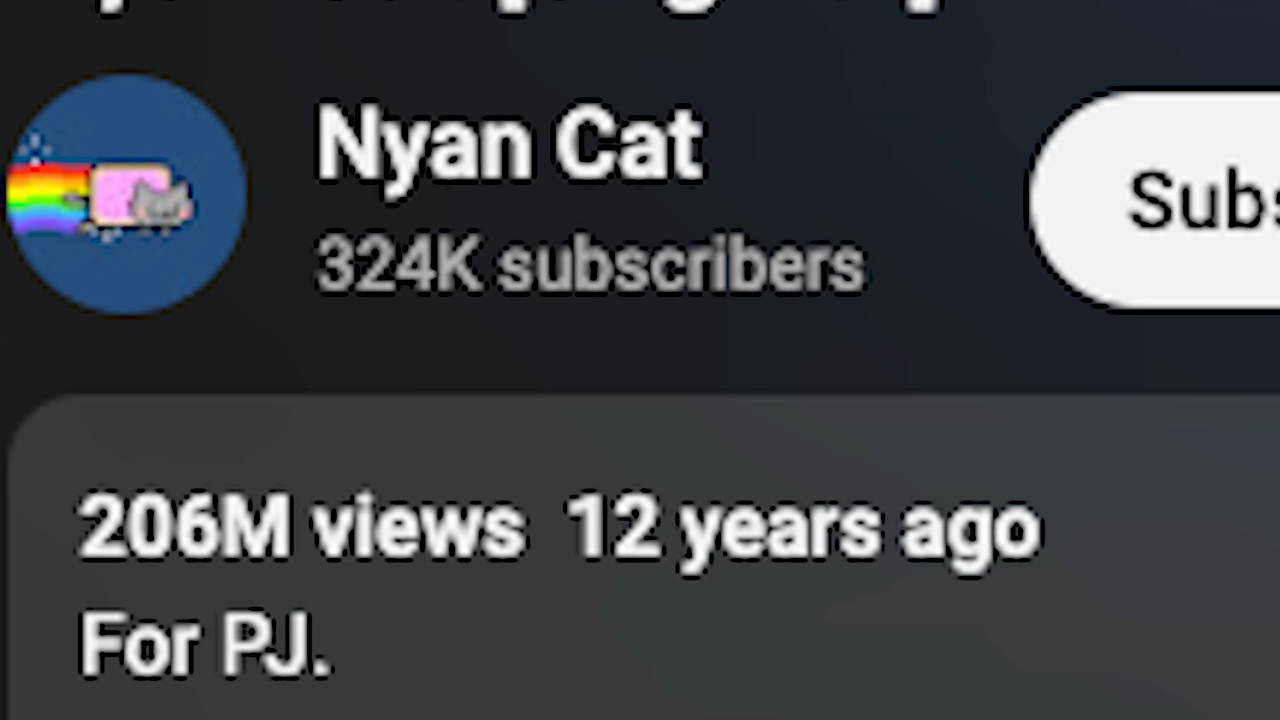 Nyan Cat
324K subscribers
Subs
206M views 12 years ago
For PJ.